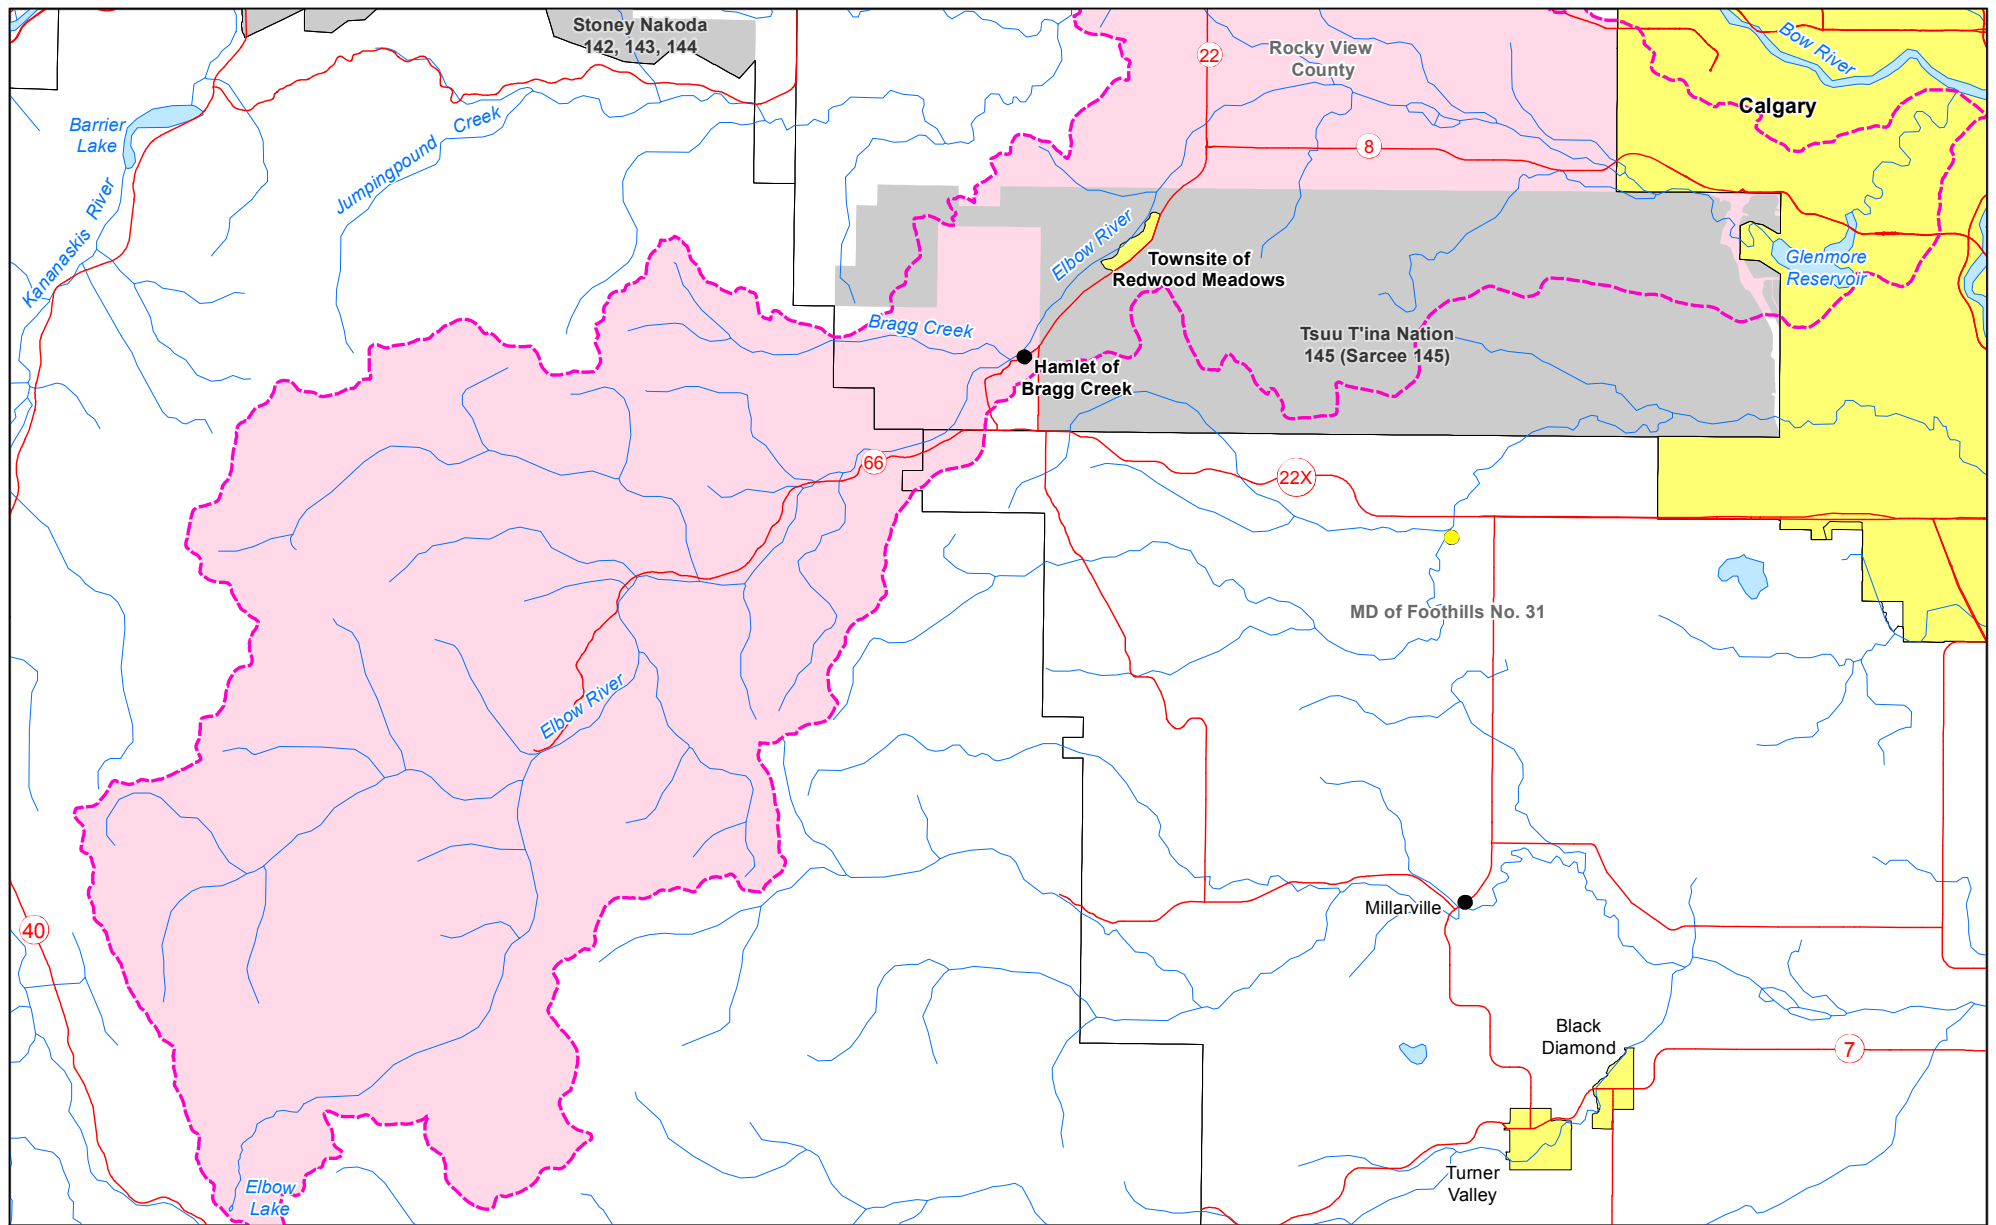 Stoney Nakoda
142, 143, 144
22
Rocky View
County
Bow River
Calgary
Barrier
Lake
Jumpingpound Creek
8
Kananaskis River
Elbow River
Townsite of
Redwood Meadows
Glenmore
Reservoir
Bragg Creek
Tsuu T'ina Nation
145 (Sarcee 145)
Hamlet of
Bragg Creek
66
22X
MD of Foothills No. 31
Elbow River
Millarville
40
Black
Diamond
7
Turner
Valley
Elbow
Lake